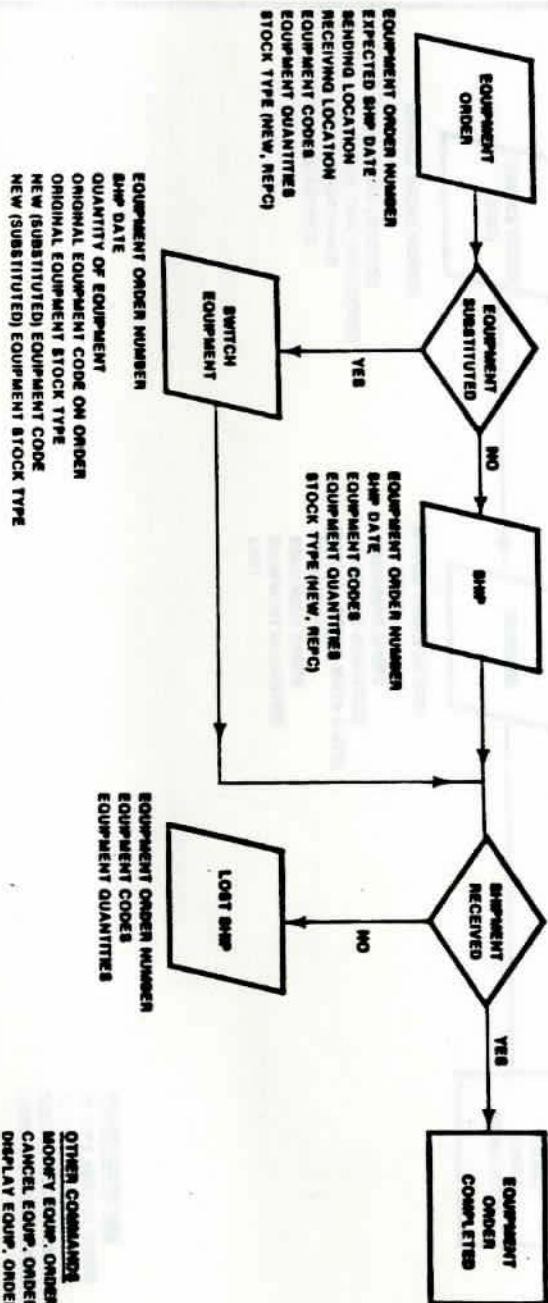 EQUIPMENT
ORDER
EQUIPMENT ORDER NUMBER
EXPECTED SHIP DATE
SENDING LOCATION
RECEIVING LOCATION
EQUIPMENT CODES
EQUIPMENT QUANTITIES
STOCK TYPE (NEW, REPC)
EQUIPMENT
SUBSTITUTED
YES
NO
SWITCH
EQUIPMENT
EQUIPMENT ORDER NUMBER
SHIP DATE
QUANTITY OF EQUIPMENT
ORIGINAL EQUIPMENT CODE ON ORDER
ORIGINAL EQUIPMENT STOCK TYPE
NEW (SUBSTITUTED) EQUIPMENT CODE
NEW (SUBSTITUTED) EQUIPMENT STOCK TYPE
SHIP
EQUIPMENT ORDER NUMBER
SHIP DATE
EQUIPMENT CODES
EQUIPMENT QUANTITIES
STOCK TYPE (NEW, REPC)
SHIPMENT
RECEIVED
NO
YES
LOST SHIP
EQUIPMENT ORDER NUMBER
EQUIPMENT CODES
EQUIPMENT QUANTITIES
EQUIPMENT
ORDER
COMPLETED
OTHER COMMANDS
MODIFY EQUIP. ORDER
CANCEL EQUIP. ORDER
DISPLAY EQUIP. ORDER